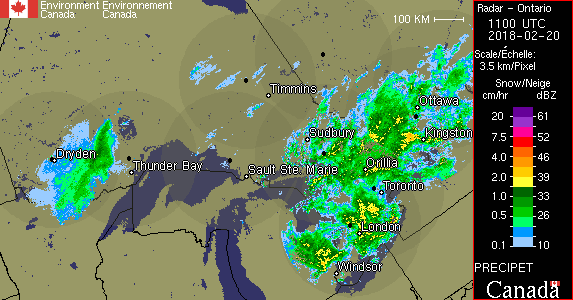 Environment Environnement
Canada Canada
100 KM
Timmins
Ottawa
Sudbury
Kingston
Dryden
Thunder Bay
Sault Ste. Marie
Orillia
Toronto
London
Windsor
Radar - Ontario
1100 UTC
2018-02-20
Scale/Échelle:
3.5 km/Pixel
Snow/Neige
cm/hr dBZ
20 61
7.5 52
4.0 46
2.0 39
1.0 33
0.5 26
0.1 10
PRECIPET
Canada